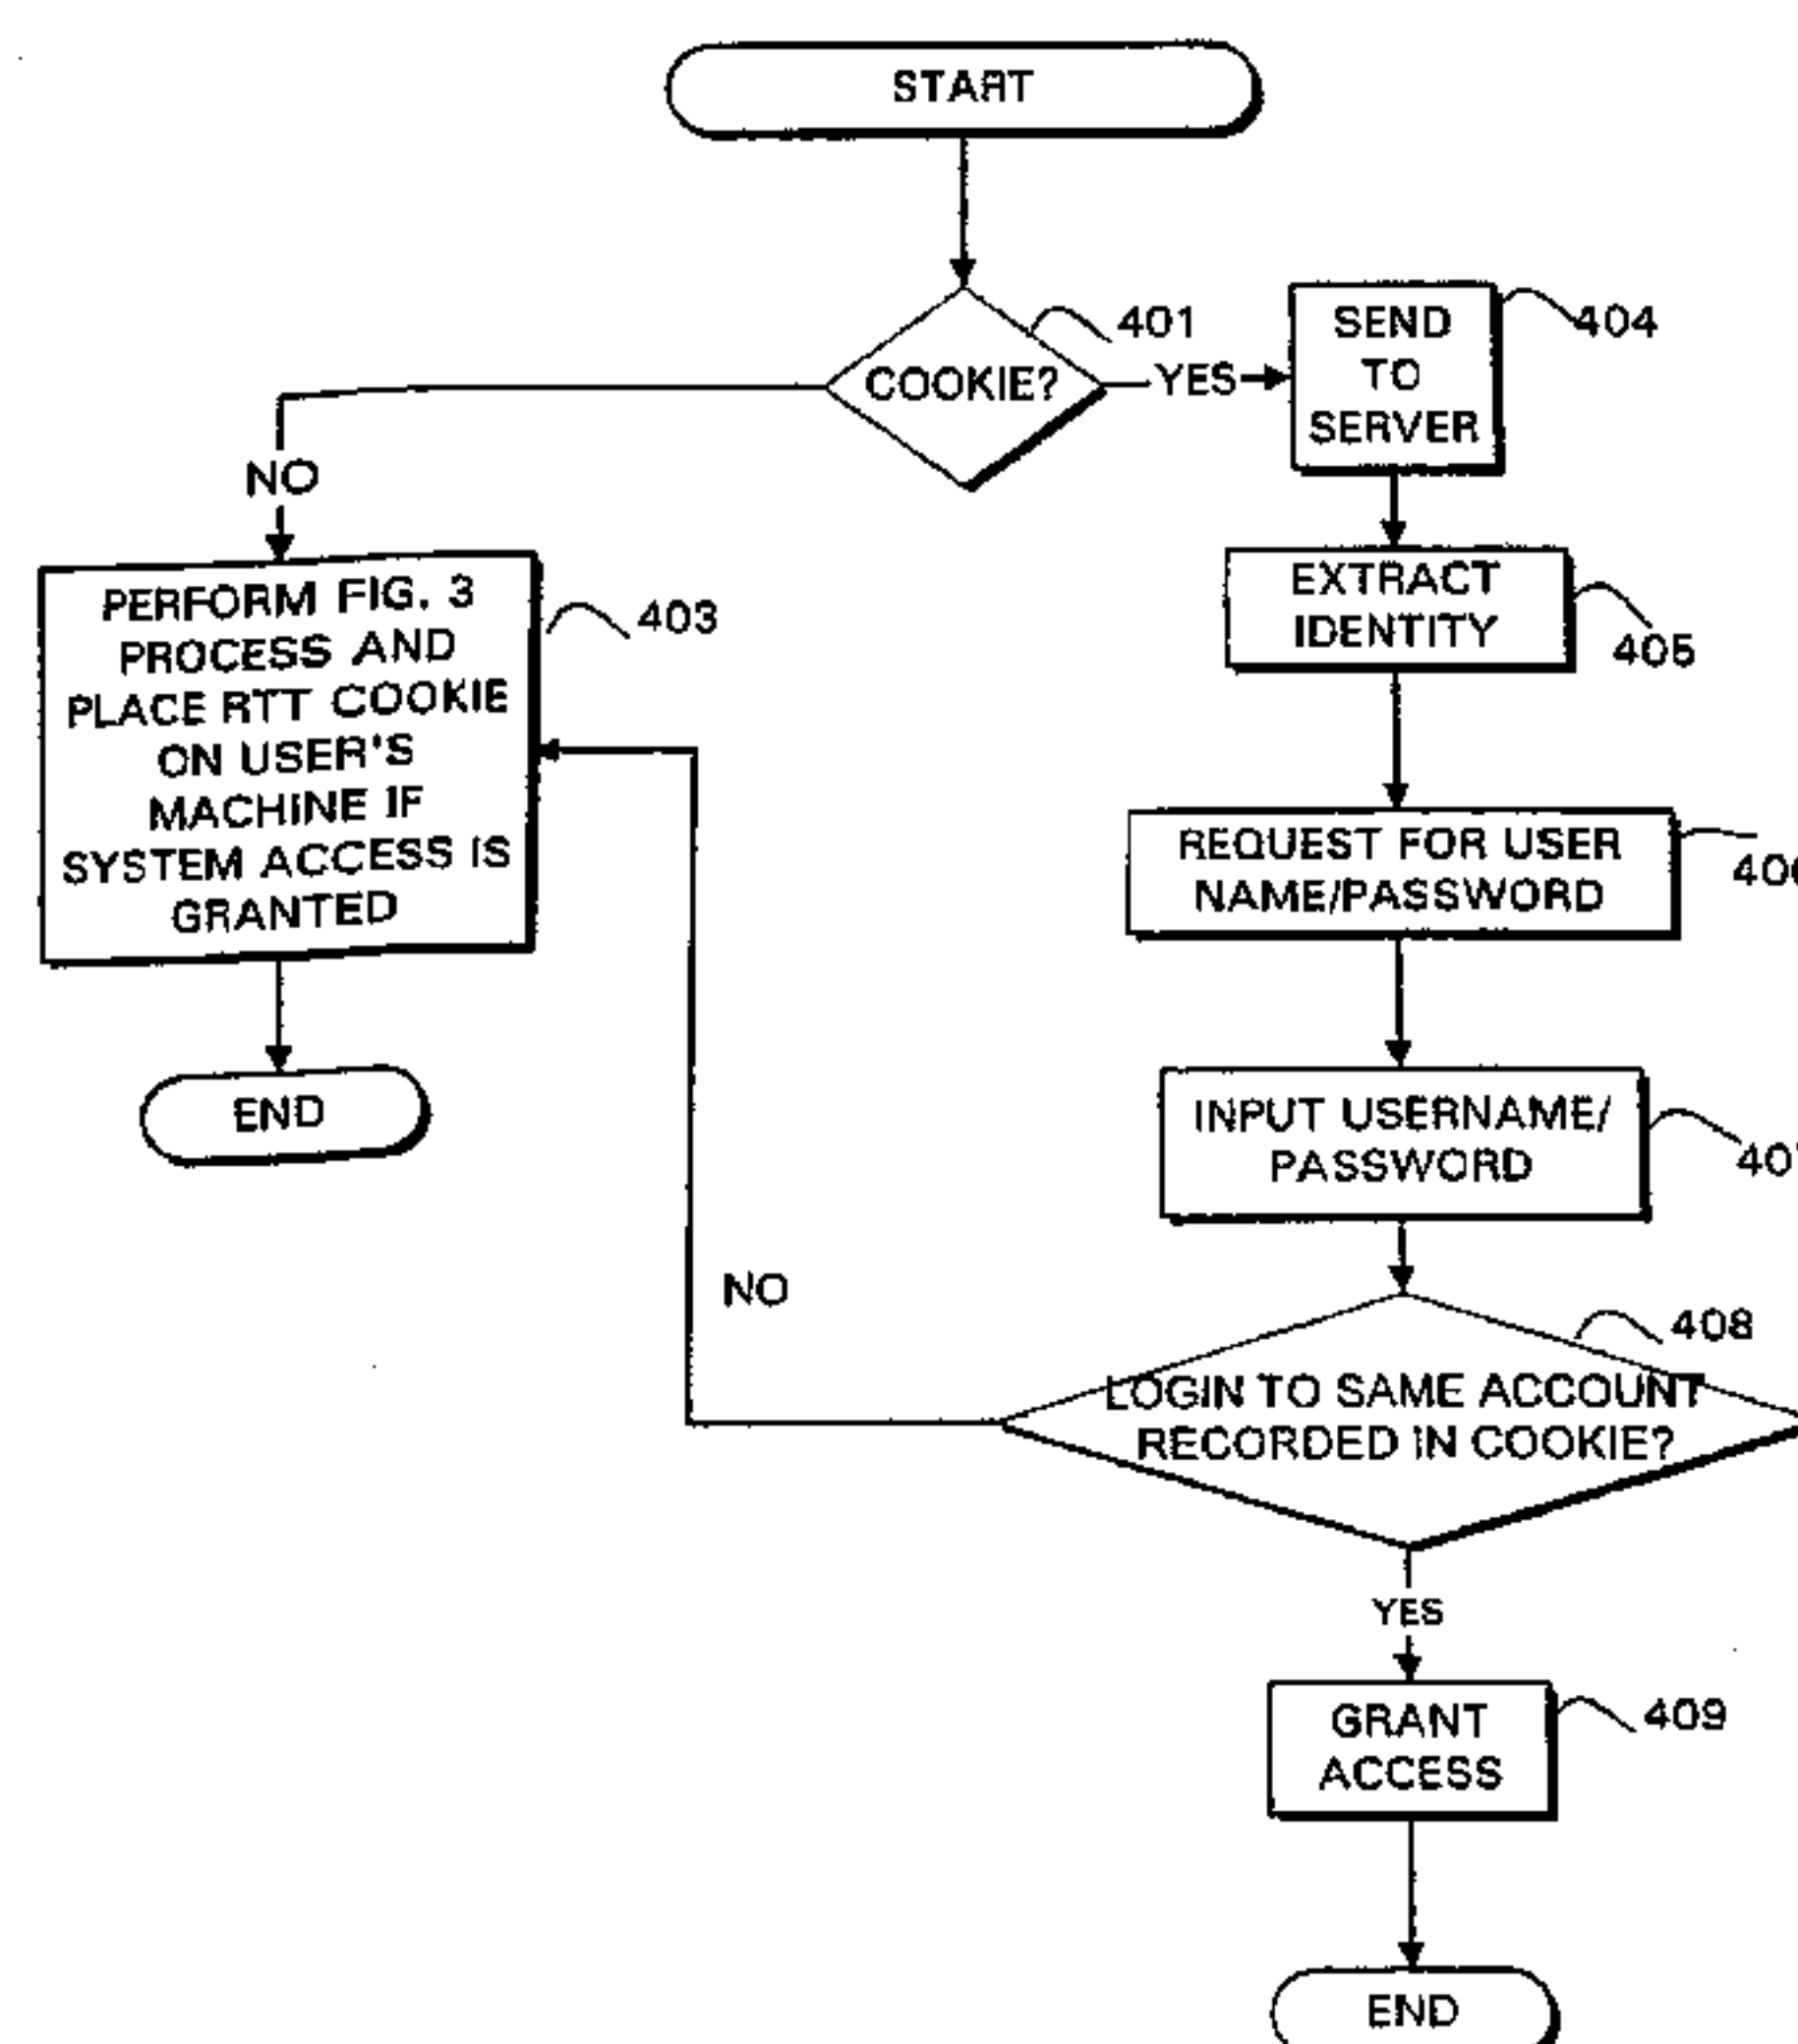 START
401
COOKIE?
YES
SEND
TO
SERVER
404
NO
PERFORM FIG. 3
PROCESS AND
PLACE RTT COOKIE
ON USER'S
MACHINE IF
SYSTEM ACCESS IS
GRANTED
403
END
EXTRACT
IDENTITY
405
REQUEST FOR USER
NAME/PASSWORD
INPUT USERNAME/
PASSWORD
NO
408
LOGIN TO SAME ACCOUNT
RECORDED IN COOKIE?
YES
GRANT
ACCESS
409
END